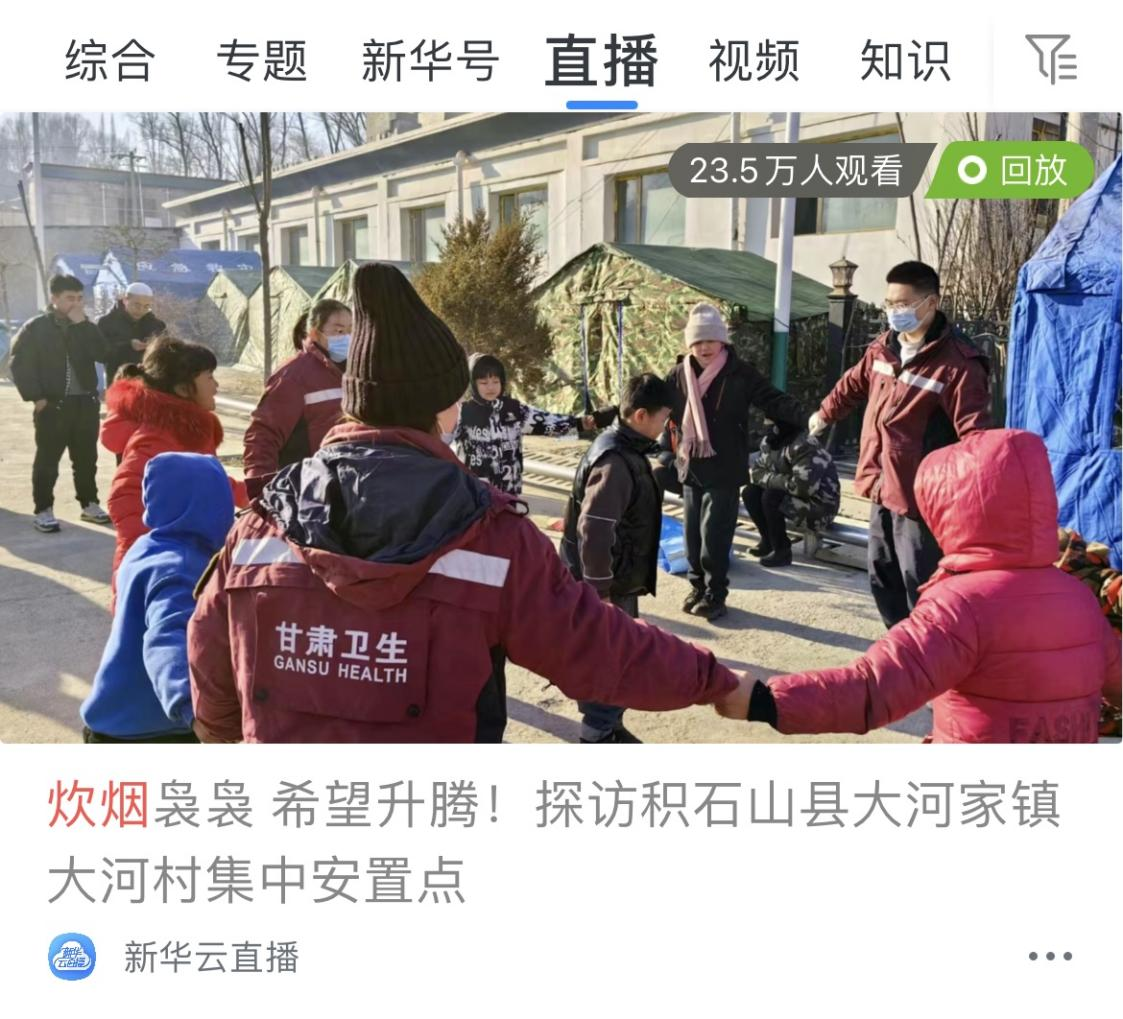 综合 专题 新华号 直播 视频 知识
23.5万人观看 回放
甘肃卫生
GANSU HEALTH
炊烟袅袅 希望升腾！探访积石山县大河家镇
大河村集中安置点
新华云直播